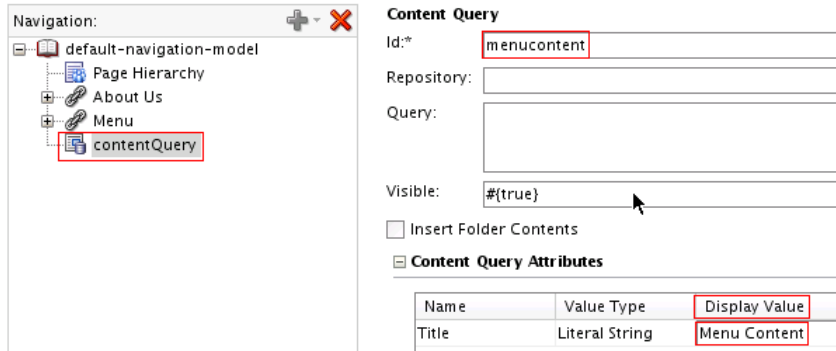 Navigation:
default-navigation-model
Page Hierarchy
About Us
Menu
contentQuery
Content Query
Id:* menucontent
Repository:
Query:
Visible: #{true}
Insert Folder Contents
Content Query Attributes
Name Value Type Display Value
Title Literal String Menu Content